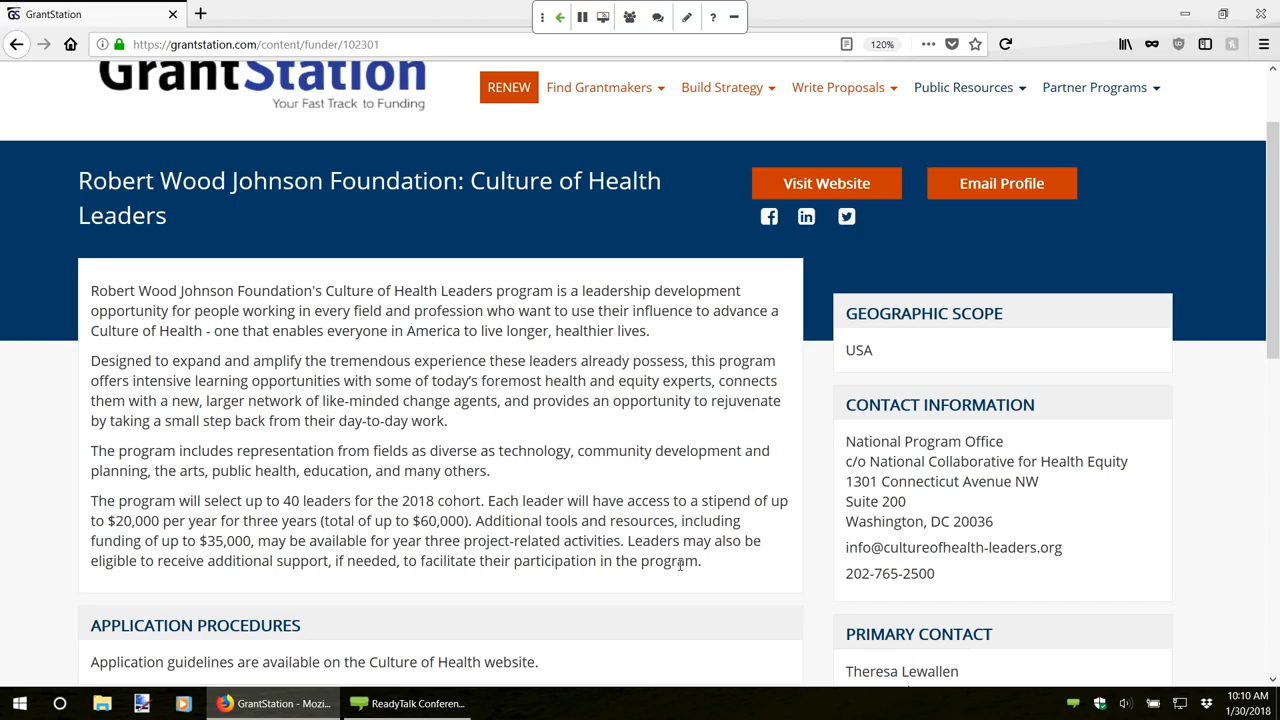 GrantStation
https://grantstation.com/content/funder/102301
120%
GrantStation
Your Fast Track to Funding
RENEW
Find Grantmakers
Build Strategy
Write Proposals
Public Resources
Partner Programs
Robert Wood Johnson Foundation: Culture of Health
Leaders
Visit Website
Email Profile
Robert Wood Johnson Foundation's Culture of Health Leaders program is a leadership development
opportunity for people working in every field and profession who want to use their influence to advance a
Culture of Health - one that enables everyone in America to live longer, healthier lives.
Designed to expand and amplify the tremendous experience these leaders already possess, this program
offers intensive learning opportunities with some of today's foremost health and equity experts, connects
them with a new, larger network of like-minded change agents, and provides an opportunity to rejuvenate
by taking a small step back from their day-to-day work.
The program includes representation from fields as diverse as technology, community development and
planning, the arts, public health, education, and many others.
The program will select up to 40 leaders for the 2018 cohort. Each leader will have access to a stipend of up
to $20,000 per year for three years (total of up to $60,000). Additional tools and resources, including
funding of up to $35,000, may be available for year three project-related activities. Leaders may also be
eligible to receive additional support, if needed, to facilitate their participation in the program.
APPLICATION PROCEDURES
Application guidelines are available on the Culture of Health website.
GEOGRAPHIC SCOPE
USA
CONTACT INFORMATION
National Program Office
c/o National Collaborative for Health Equity
1301 Connecticut Avenue NW
Suite 200
Washington, DC 20036
info@cultureofhealth-leaders.org
202-765-2500
PRIMARY CONTACT
Theresa Lewallen
GrantStation - Mozi...
ReadyTalk Conferen...
10:10 AM
1/30/2018